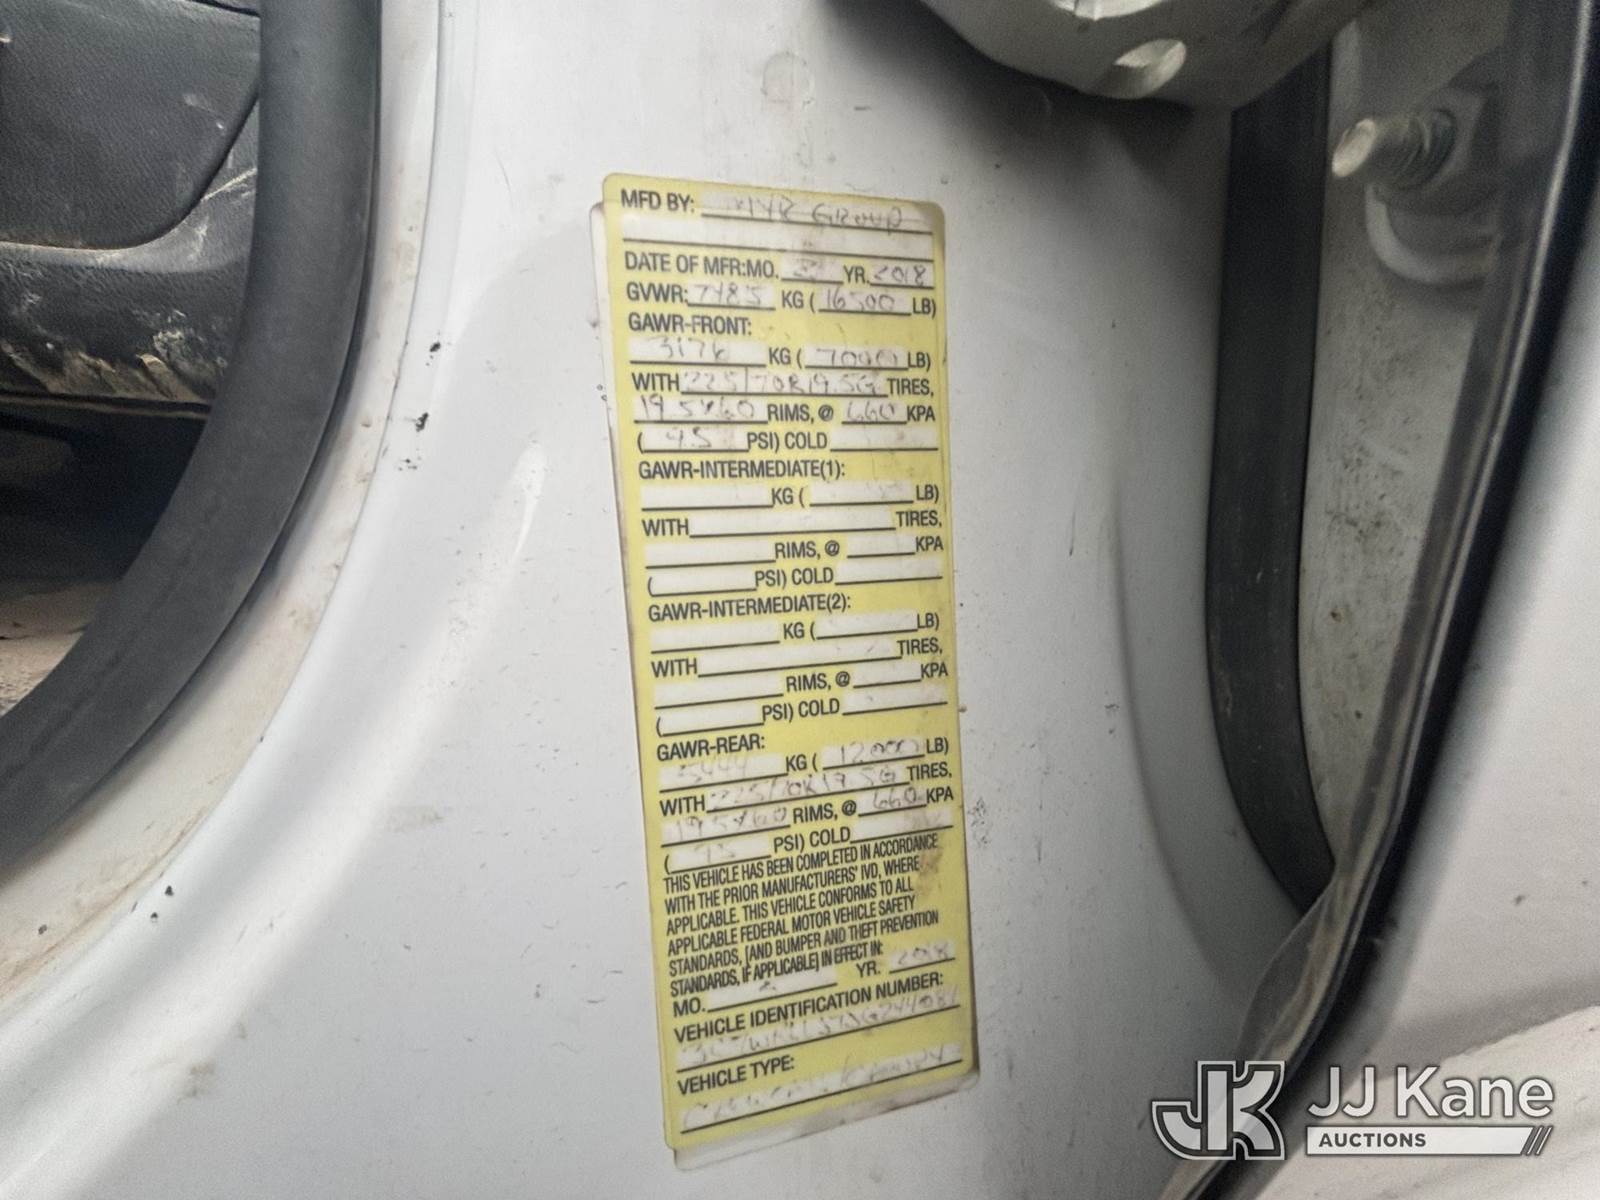 MFD BY: GROUP
DATE OF MFR:MO. YR. 2018
GVWR: 7485 KG ( 16500 LB)
GAWR-FRONT:
3176 KG ( 7000 LB)
WITH 225/70R19.5G TIRES,
19.5X60 RIMS, @ 660 KPA
( 95 PSI) COLD
GAWR-INTERMEDIATE(1):
KG ( LB)
WITH TIRES,
RIMS, @ KPA
( PSI) COLD
GAWR-INTERMEDIATE(2):
KG ( LB)
WITH TIRES,
RIMS, @ KPA
( PSI) COLD
GAWR-REAR:
5444 KG ( 12000 LB)
WITH 225/70R19.5G TIRES,
19.5X60 RIMS, @ 660 KPA
( 95 PSI) COLD
THIS VEHICLE HAS BEEN COMPLETED IN ACCORDANCE
WITH THE PRIOR MANUFACTURERS' IVD, WHERE
APPLICABLE. THIS VEHICLE CONFORMS TO ALL
APPLICABLE FEDERAL MOTOR VEHICLE SAFETY
STANDARDS, [AND BUMPER AND THEFT PREVENTION
STANDARDS, IF APPLICABLE] IN EFFECT IN:
MO. 2 YR. 2018
VEHICLE IDENTIFICATION NUMBER:
VEHICLE TYPE:
JJ Kane
AUCTIONS